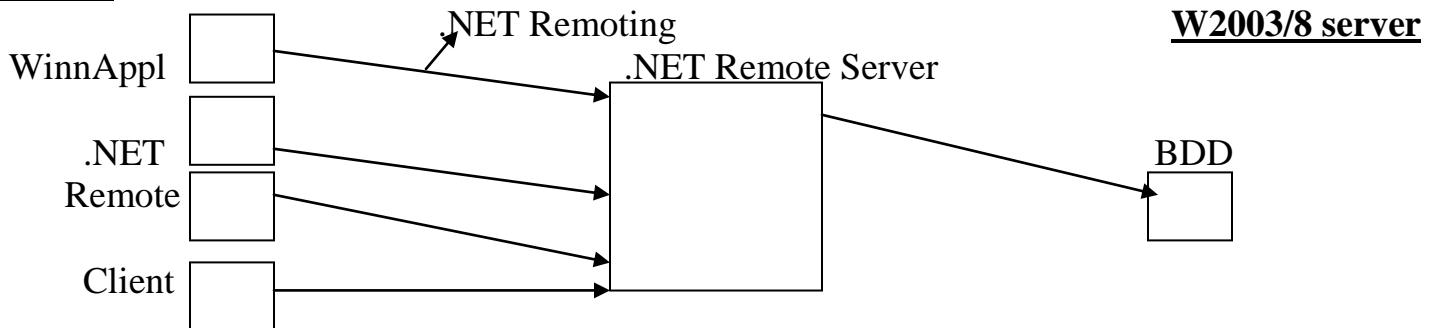 .NET Remoting
W2003/8 server
WinnAppl
.NET Remote Server
.NET
BDD
Remote
Client